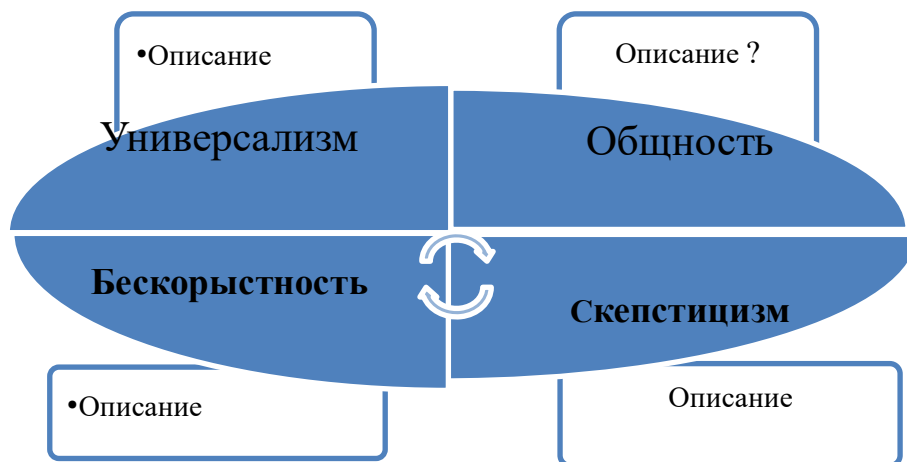 •Описание
Описание ?
Универсализм
Общность
Бескорыстность
Скепстицизм
•Описание
Описание